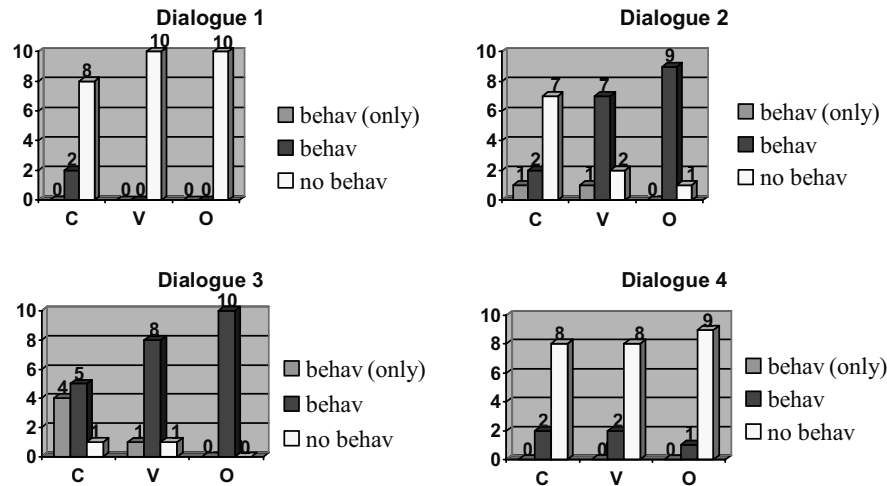 Dialogue 1
10
8
6
4
2
0
0 2 8 0 0 10 0 0 10
C V O
behav (only)
behav
no behav
Dialogue 2
10
8
6
4
2
0
1 2 7 1 7 2 0 9 1
C V O
behav (only)
behav
no behav
Dialogue 3
10
8
6
4
2
0
4 5 1 1 8 1 0 10 0
C V O
behav (only)
behav
no behav
Dialogue 4
10
8
6
4
2
0
0 2 8 0 2 8 0 1 9
C V O
behav (only)
behav
no behav